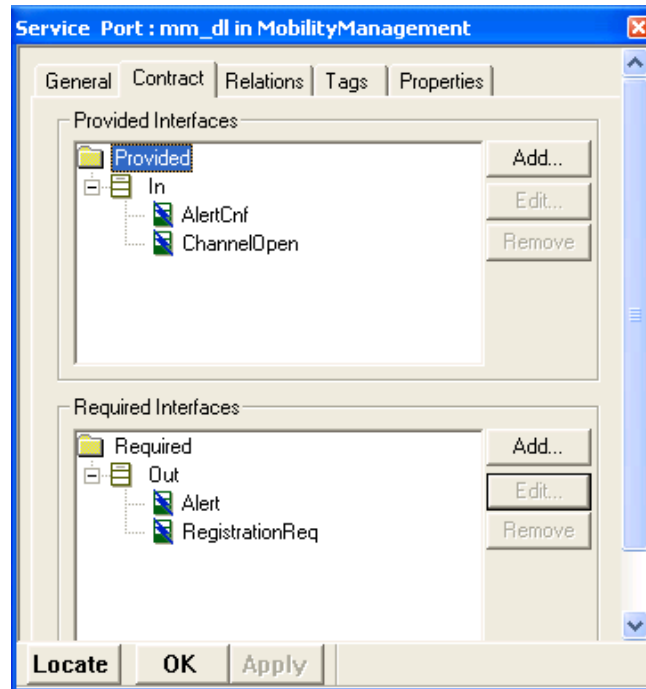 Service Port : mm_dl in MobilityManagement
General Contract Relations Tags Properties
Provided Interfaces
Provided
In
AlertCnf
ChannelOpen
Add...
Edit...
Remove
Required Interfaces
Required
Out
Alert
RegistrationReq
Add...
Edit...
Remove
Locate OK Apply